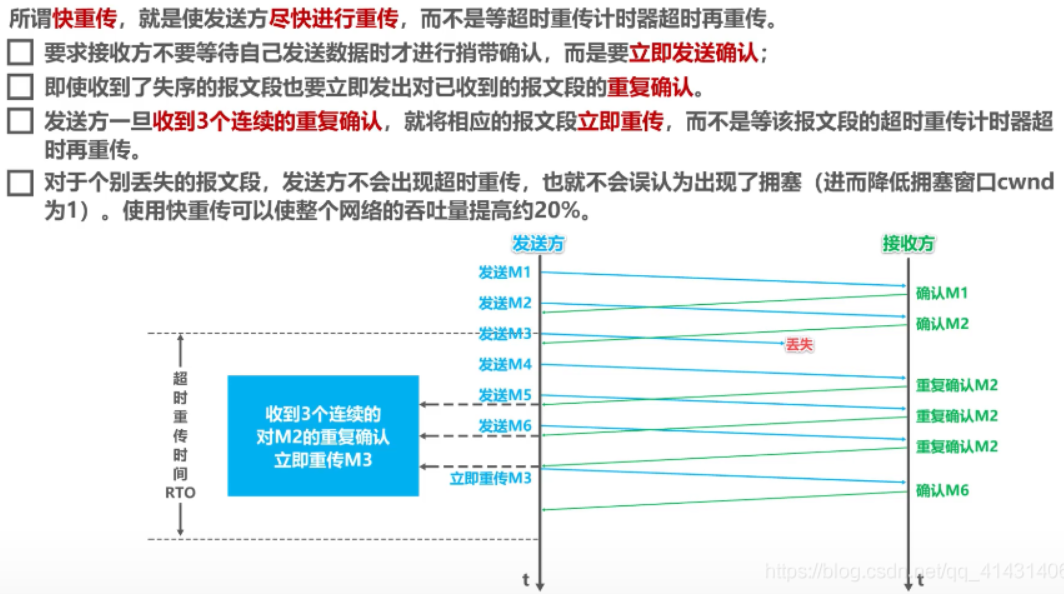 所谓快重传，就是使发送方尽快进行重传，而不是等超时重传计时器超时再重传。
要求接收方不要等待自己发送数据时才进行捎带确认，而是要立即发送确认；
即使收到了失序的报文段也要立即发出对已收到的报文段的重复确认。
发送方一旦收到3个连续的重复确认，就将相应的报文段立即重传，而不是等该报文段的超时重传计时器超
时再重传。
对于个别丢失的报文段，发送方不会出现超时重传，也就不会误认为出现了拥塞（进而降低拥塞窗口cwnd
为1）。使用快重传可以使整个网络的吞吐量提高约20%。
发送方
接收方
发送M1
确认M1
发送M2
确认M2
发送M3
丢失
发送M4
重复确认M2
发送M5
重复确认M2
发送M6
重复确认M2
立即重传M3
确认M6
超
时
重
传
时
间
RTO
收到3个连续的
对M2的重复确认
立即重传M3
t
t
https://blog.csdn.net/qq_41431406